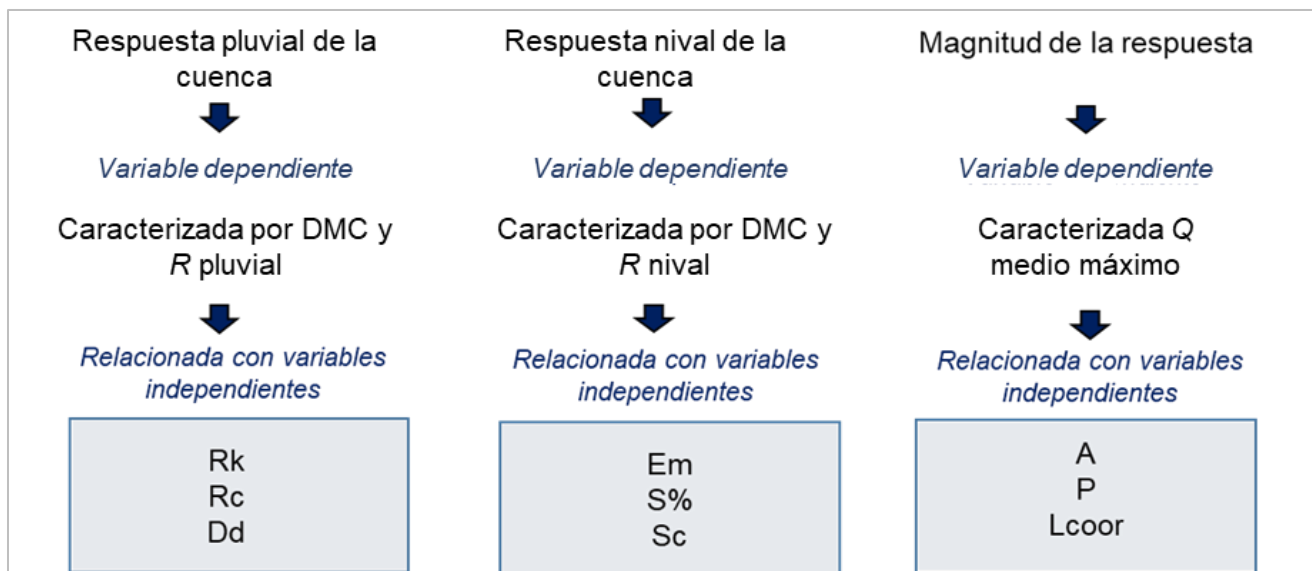 Respuesta pluvial de la
cuenca
Variable dependiente
Caracterizada por DMC y
R pluvial
Relacionada con variables
independientes
Rk
Rc
Dd
Respuesta nival de la
cuenca
Variable dependiente
Caracterizada por DMC y
R nival
Relacionada con variables
independientes
Em
S%
Sc
Magnitud de la respuesta
Variable dependiente
Caracterizada Q
medio máximo
Relacionada con variables
independientes
A
P
Lcoor